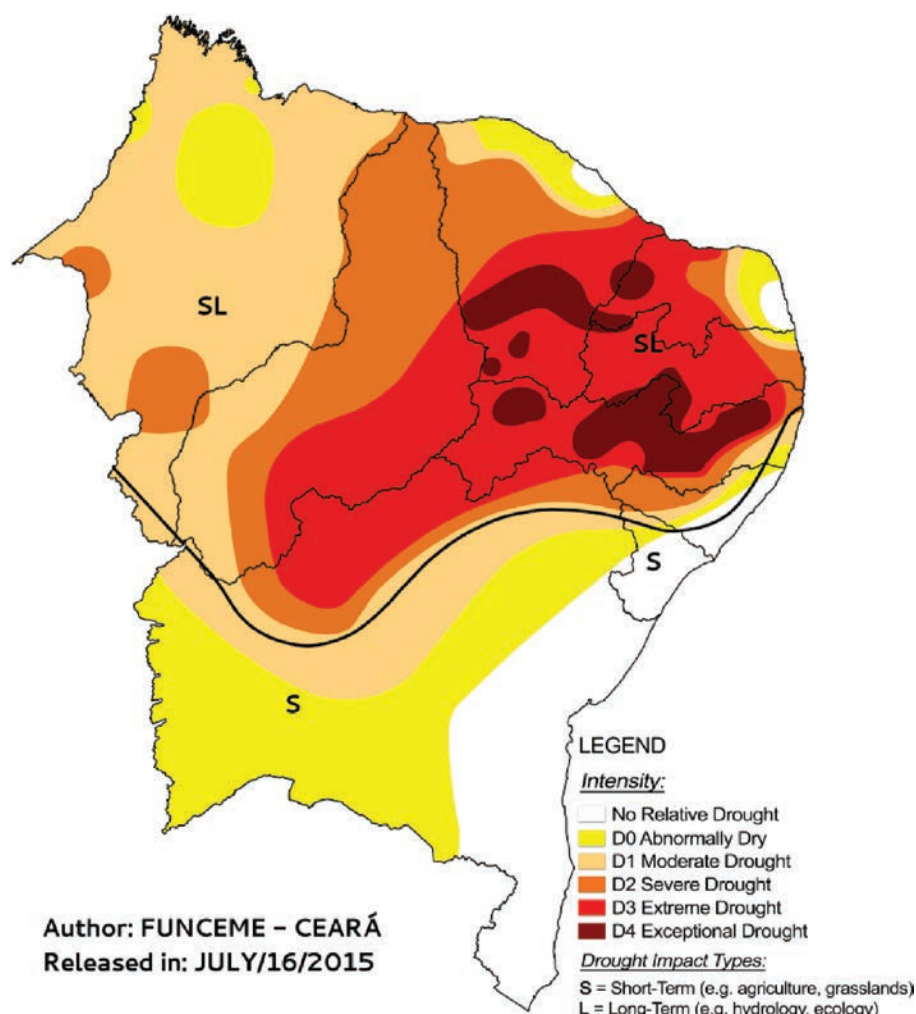 SL
SL
S
S
LEGEND
Intensity:
No Relative Drought
D0 Abnormally Dry
D1 Moderate Drought
D2 Severe Drought
D3 Extreme Drought
D4 Exceptional Drought
Drought Impact Types:
S = Short-Term (e.g. agriculture, grasslands)
L = Long-Term (e.g. hydrology, ecology)
Author: FUNCEME – CEARÁ
Released in: JULY/16/2015